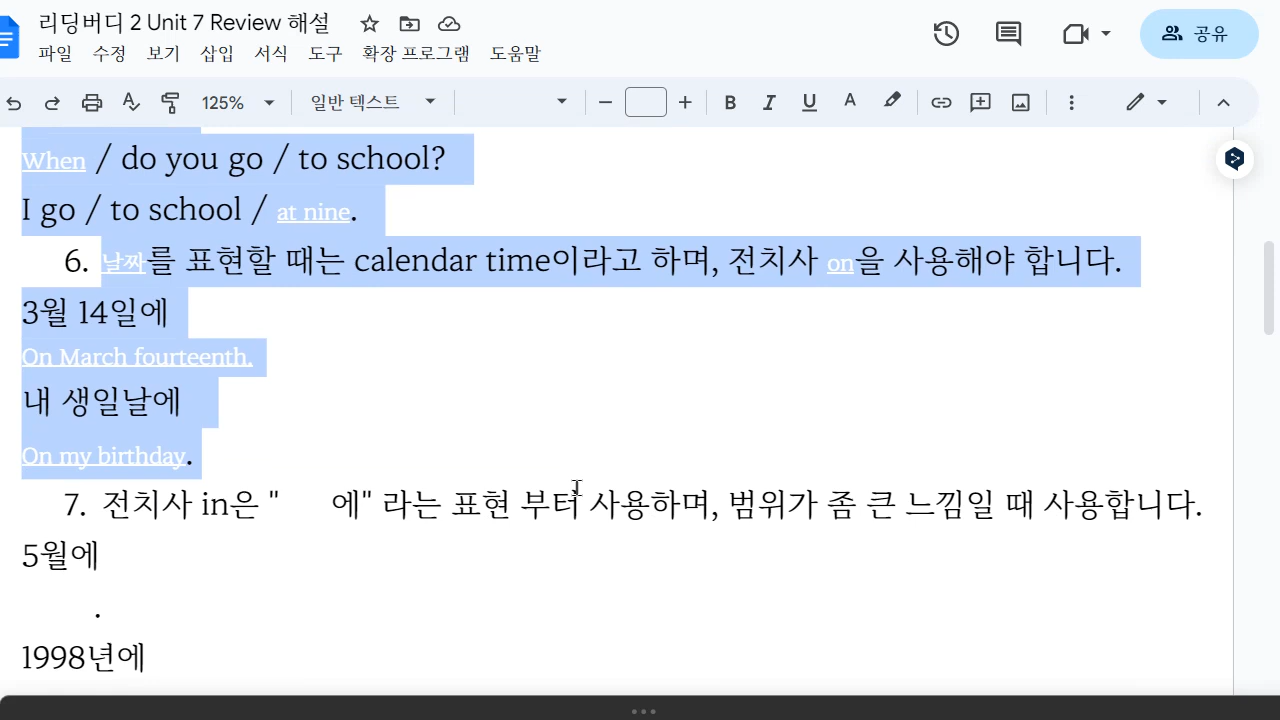 리딩버디 2 Unit 7 Review 해설
파일 수정 보기 삽입 서식 도구 확장 프로그램 도움말
공유
125% 일반 텍스트 B I U A
When / do you go / to school?
I go / to school / at nine.
6. 날짜를 표현할 때는 calendar time이라고 하며, 전치사 on을 사용해야 합니다.
3월 14일에
On March fourteenth.
내 생일날에
On my birthday.
7. 전치사 in은 " 에" 라는 표현 부터 사용하며, 범위가 좀 큰 느낌일 때 사용합니다.
5월에
.
1998년에